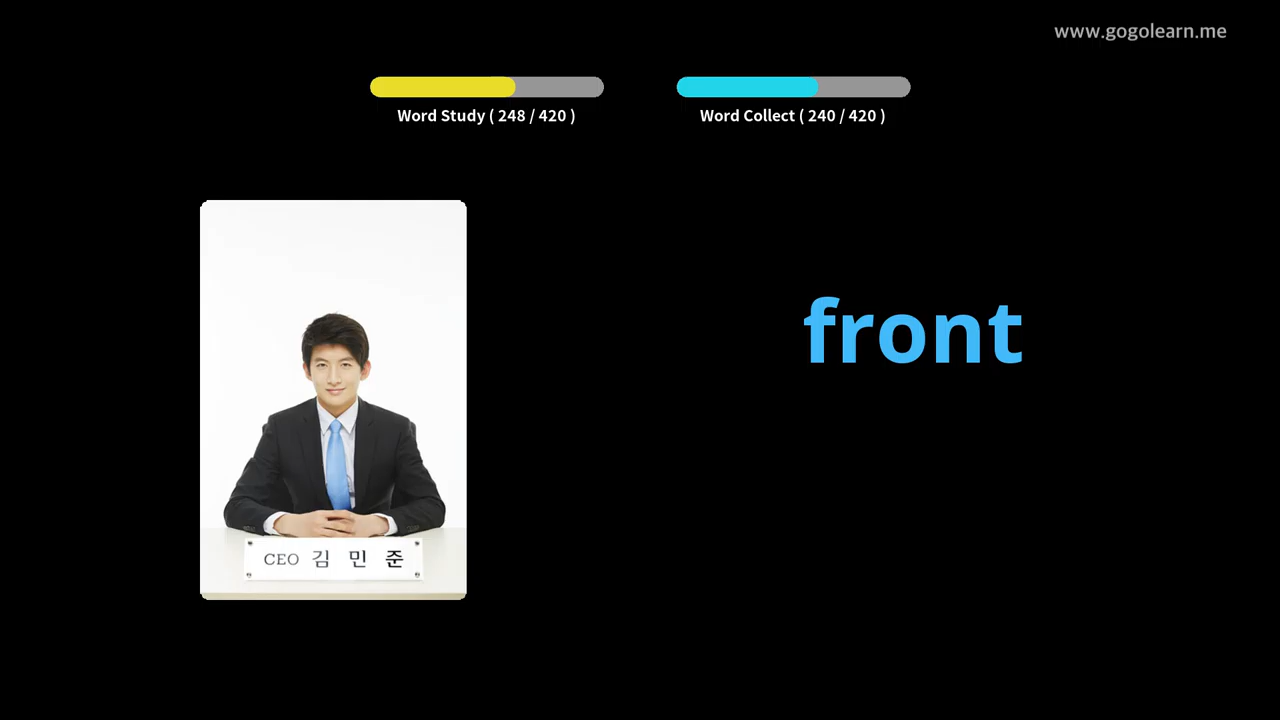 www.gogolearn.me
Word Study ( 248 / 420 )
Word Collect ( 240 / 420 )
front
CEO 김 민 준